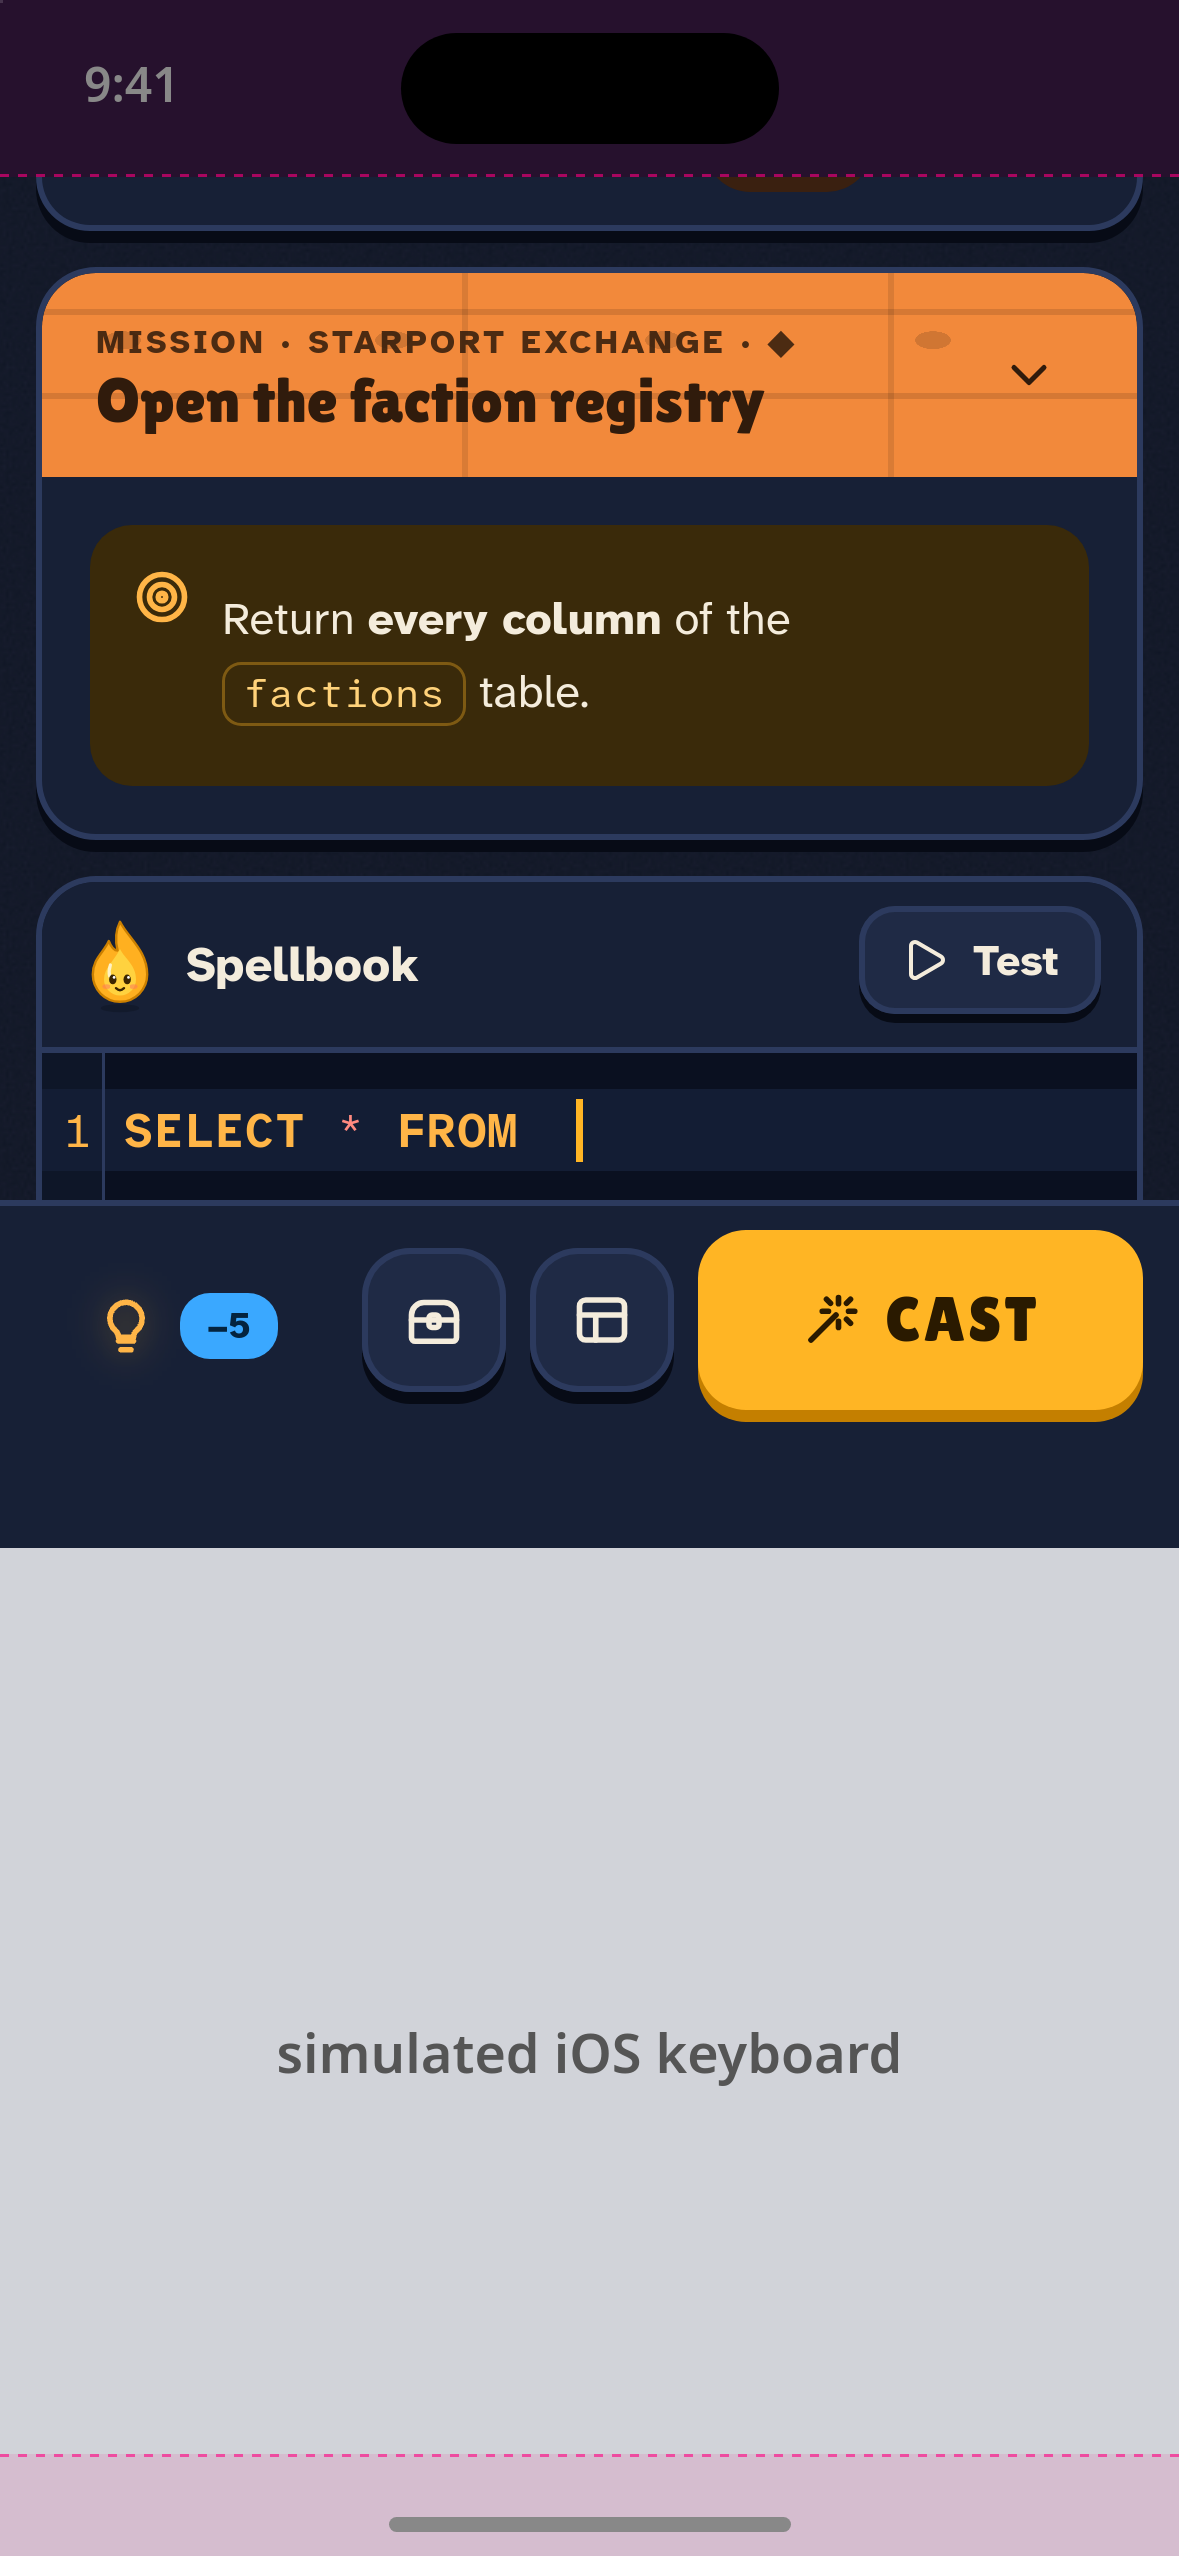 9:41
MISSION · STARPORT EXCHANGE · ◆
Open the faction registry
Return every column of the
factions table.
Spellbook
Test
1 SELECT * FROM
–5
CAST
simulated iOS keyboard